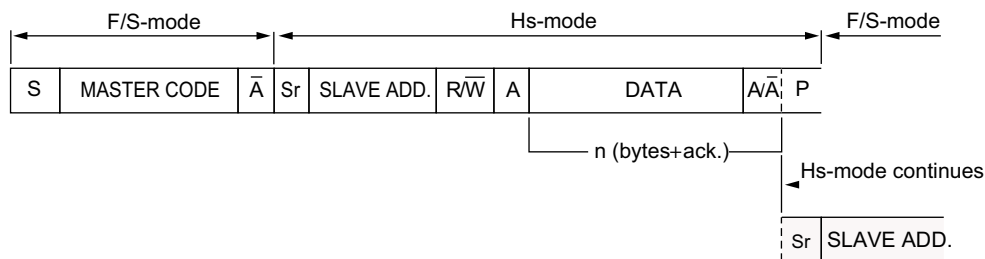 F/S-mode Hs-mode F/S-mode
S MASTER CODE A̅ Sr SLAVE ADD. R/W̅ A DATA A/A̅ P
n (bytes+ack.)
Hs-mode continues
Sr SLAVE ADD.